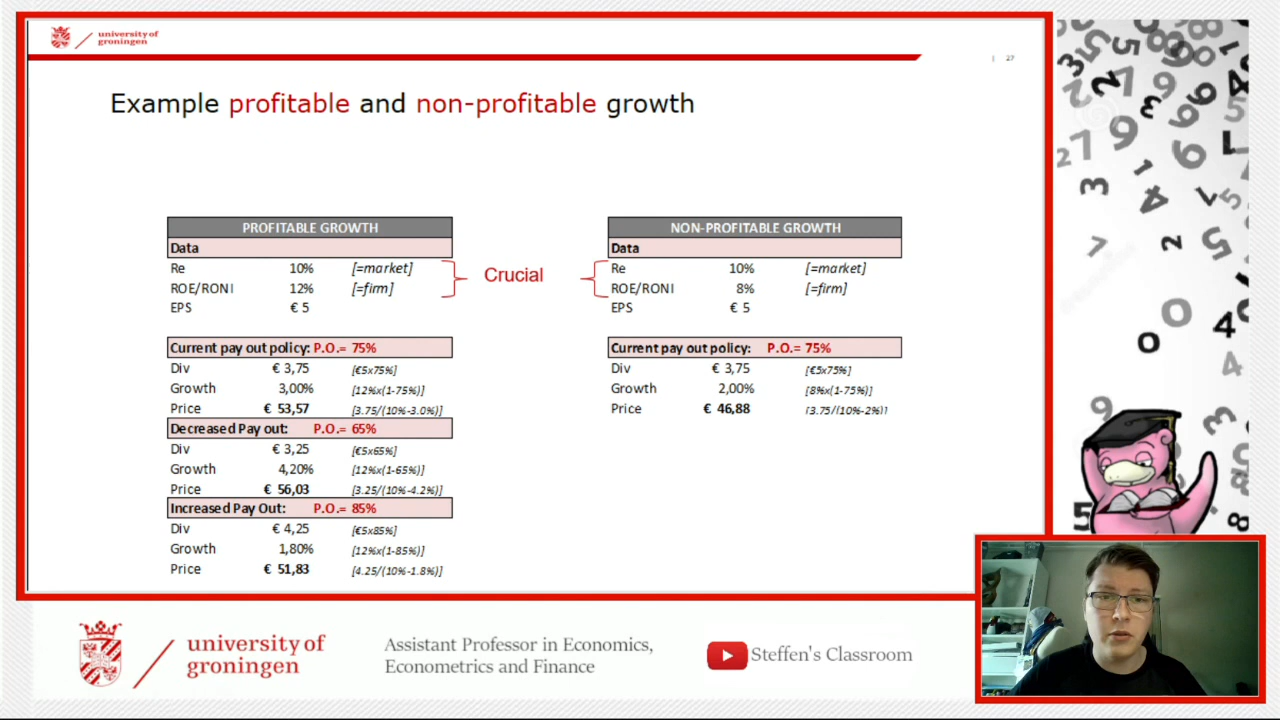 university of
groningen
27
Example profitable and non-profitable growth
PROFITABLE GROWTH
Data
Re 10% [=market]
ROE/RONI 12% [=firm]
EPS € 5
Crucial
Current pay out policy: P.O.= 75%
Div € 3,75 [€5x75%]
Growth 3,00% [12%x(1-75%)]
Price € 53,57 [3.75/(10%-3.0%)]
Decreased Pay out: P.O.= 65%
Div € 3,25 [€5x65%]
Growth 4,20% [12%x(1-65%)]
Price € 56,03 [3.25/(10%-4.2%)]
Increased Pay Out: P.O.= 85%
Div € 4,25 [€5x85%]
Growth 1,80% [12%x(1-85%)]
Price € 51,83 [4.25/(10%-1.8%)]
NON-PROFITABLE GROWTH
Data
Re 10% [=market]
ROE/RONI 8% [=firm]
EPS € 5
Current pay out policy: P.O.= 75%
Div € 3,75 [€5x75%]
Growth 2,00% [8%x(1-75%)]
Price € 46,88 [3.75/(10%-2%)]
university of
groningen
Assistant Professor in Economics,
Econometrics and Finance
Steffen's Classroom